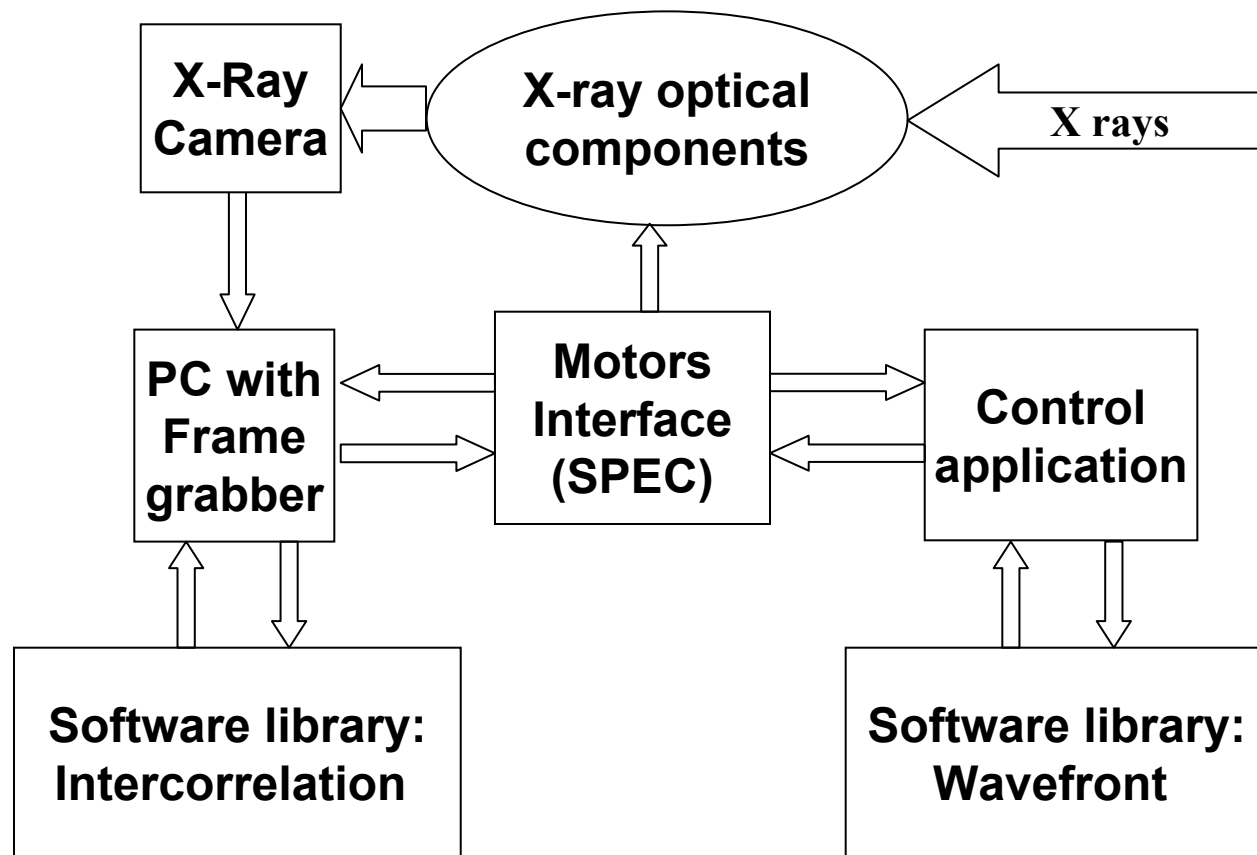 X-Ray
Camera
X-ray optical
components
X rays
PC with
Frame
grabber
Motors
Interface
(SPEC)
Control
application
Software library:
Intercorrelation
Software library:
Wavefront